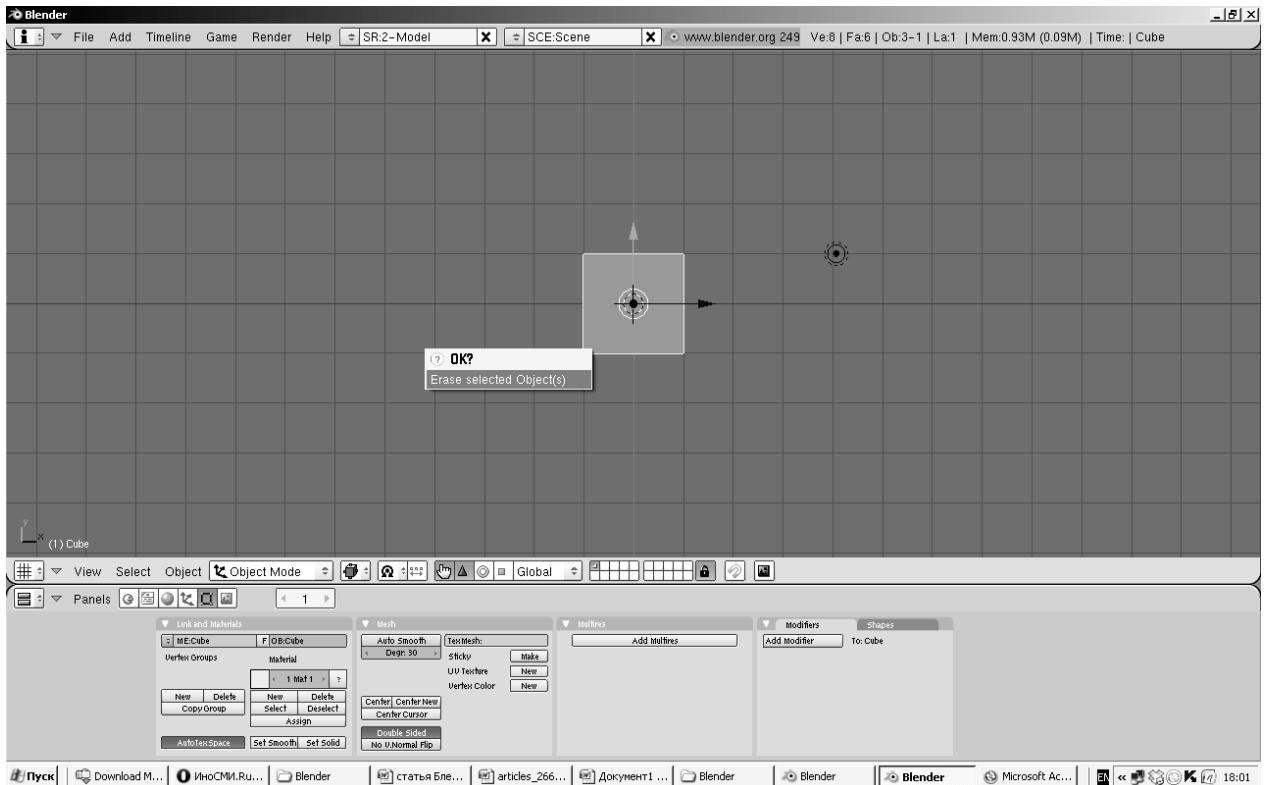 Blender
File Add Timeline Game Render Help SR:2-Model X SCE:Scene X www.blender.org 249 Ve:8 | Fa:6 | Ob:3-1 | La:1 | Mem:0.93M (0.09M) | Time: | Cube
OK?
Erase selected Object(s)
y
x
(1) Cube
View Select Object Object Mode Global
Panels 1
Link and Materials Mesh Multires Modifiers Shapes
ME:Cube F OB:Cube Auto Smooth TexMesh: Add Multires Add Modifier To: Cube
Degr: 30 Sticky Make
Vertex Groups Material
UV Texture New
1 Mat 1 ?
Vertex Color New
New Delete New Delete Center Center New
Copy Group Select Deselect Center Cursor
Assign
Double Sided
AutoTexSpace Set Smooth Set Solid No V.Normal Flip
Пуск Download M... ИноСМИ.Ru... Blender статья Бле... articles_266... Документ1 ... Blender Blender Blender Microsoft Ac... EN « K 18:01